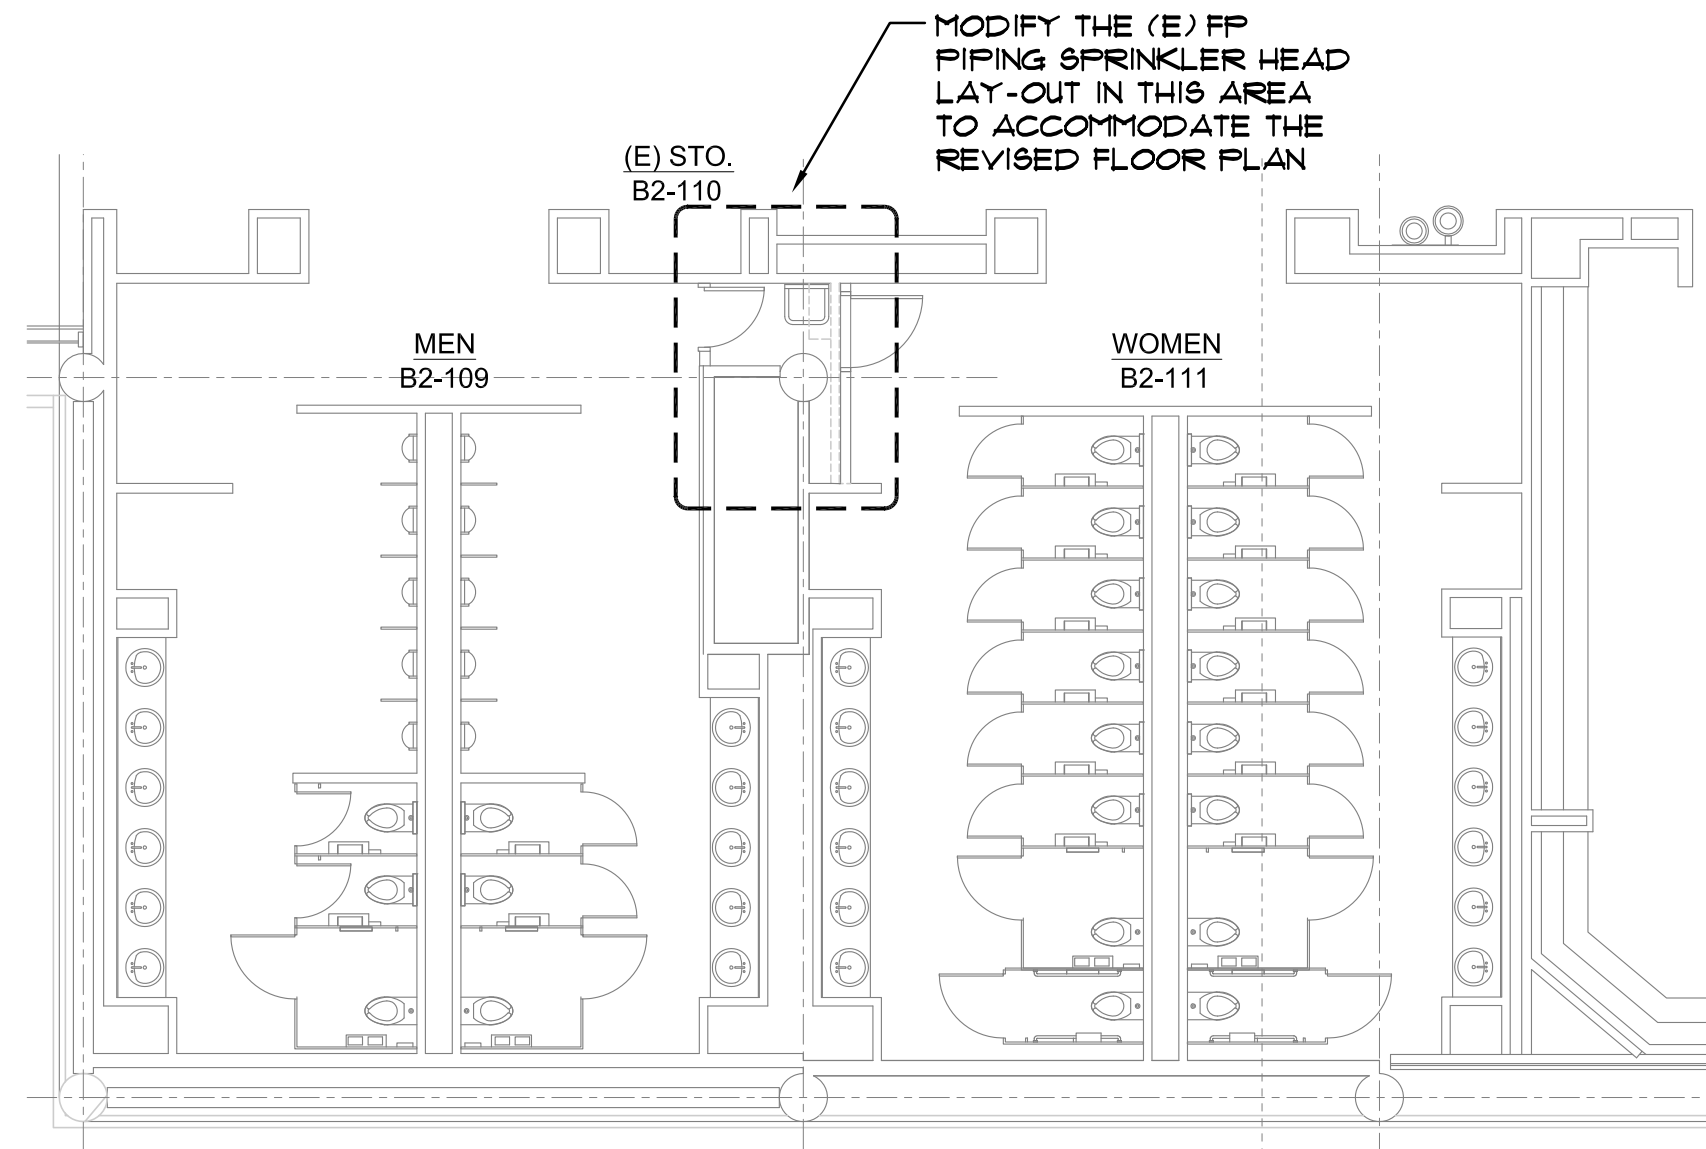 MODIFY THE (E) FP
PIPING SPRINKLER HEAD
LAY-OUT IN THIS AREA
TO ACCOMMODATE THE
REVISED FLOOR PLAN
(E) STO.
B2-110
MEN
B2-109
WOMEN
B2-111